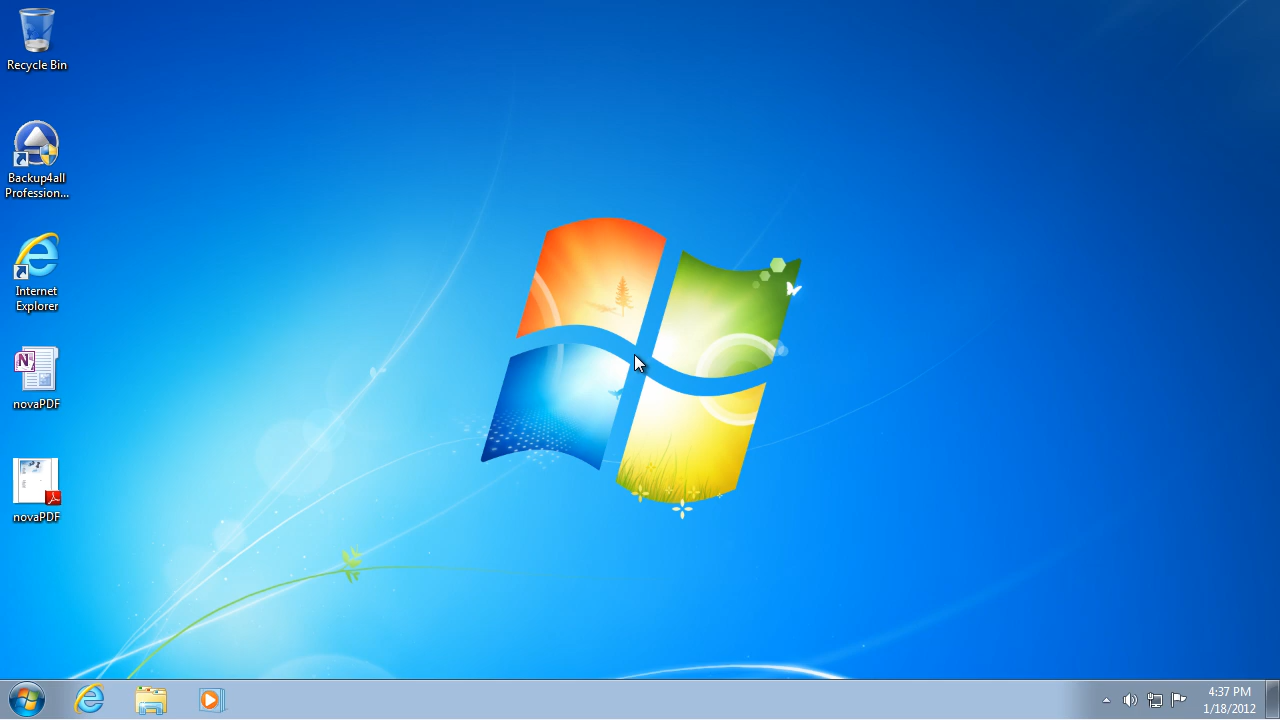 Recycle Bin
Backup4all
Profession...
Internet
Explorer
N
novaPDF
novaPDF
4:37 PM
1/18/2012